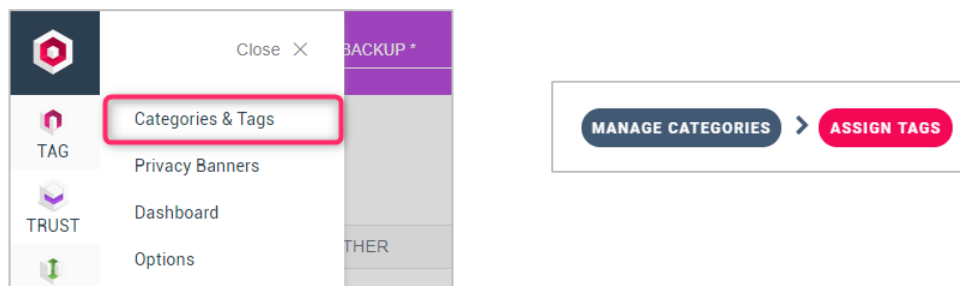 Close ×
BACKUP *
Categories & Tags
TAG
Privacy Banners
Dashboard
TRUST
THER
Options
MANAGE CATEGORIES > ASSIGN TAGS